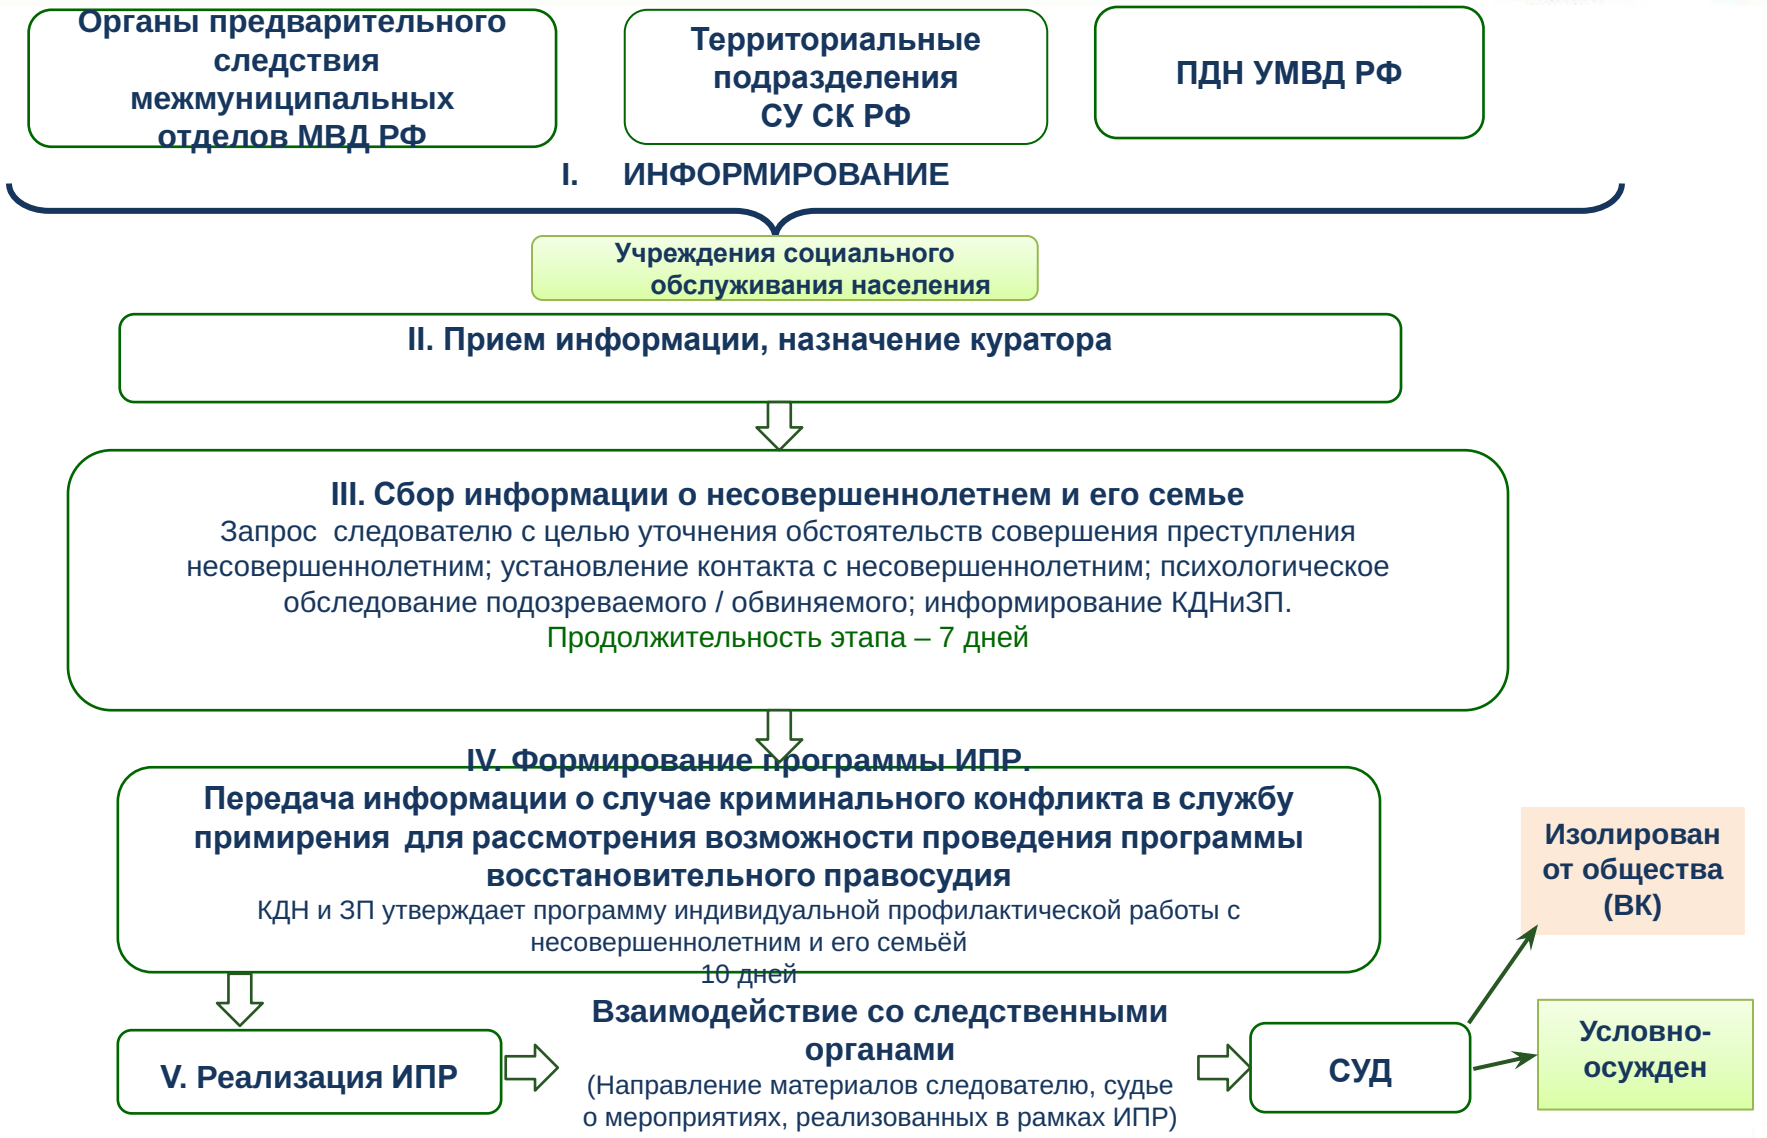 Органы предварительного
следствия
межмуниципальных
отделов МВД РФ
Территориальные
подразделения
СУ СК РФ
ПДН УМВД РФ
I. ИНФОРМИРОВАНИЕ
Учреждения социального
обслуживания населения
II. Прием информации, назначение куратора
III. Сбор информации о несовершеннолетнем и его семье
Запрос следователю с целью уточнения обстоятельств совершения преступления
несовершеннолетним; установление контакта с несовершеннолетним; психологическое
обследование подозреваемого / обвиняемого; информирование КДНиЗП.
Продолжительность этапа – 7 дней
IV. Формирование программы ИПР.
Передача информации о случае криминального конфликта в службу
примирения для рассмотрения возможности проведения программы
восстановительного правосудия
КДН и ЗП утверждает программу индивидуальной профилактической работы с
несовершеннолетним и его семьёй
10 дней
V. Реализация ИПР
Взаимодействие со следственными
органами
(Направление материалов следователю, судье
о мероприятиях, реализованных в рамках ИПР)
СУД
Изолирован
от общества
(ВК)
Условно-
осужден